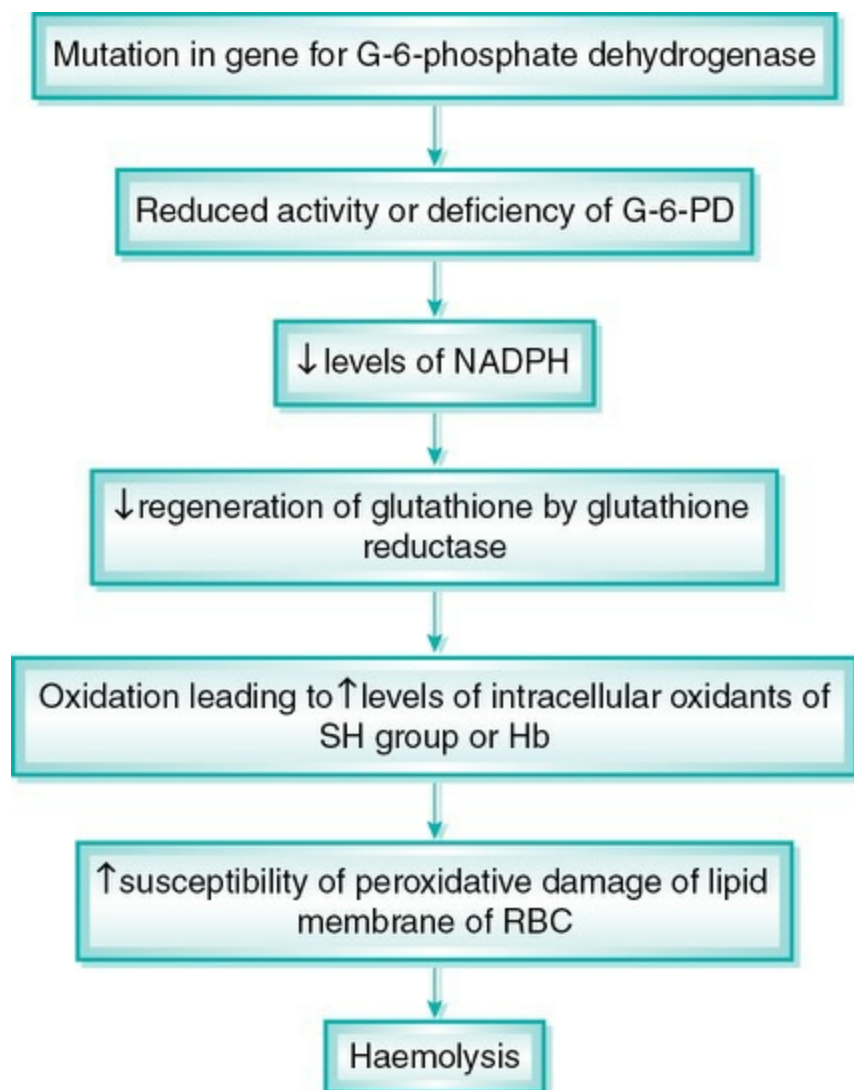 Mutation in gene for G-6-phosphate dehydrogenase
Reduced activity or deficiency of G-6-PD
↓levels of NADPH
↓regeneration of glutathione by glutathione
reductase
Oxidation leading to ↑levels of intracellular oxidants of
SH group or Hb
↑susceptibility of peroxidative damage of lipid
membrane of RBC
Haemolysis